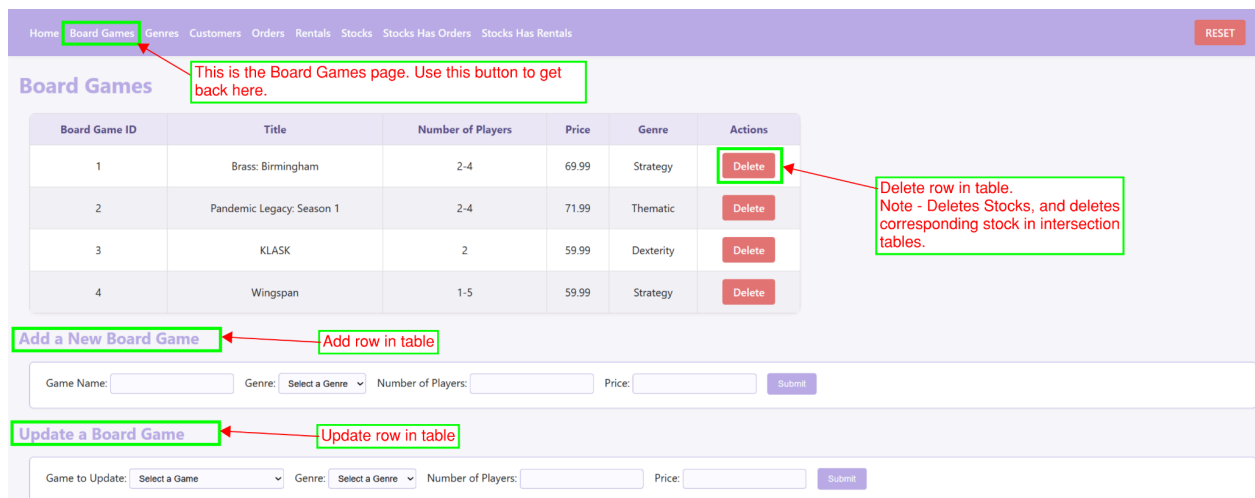 Home Board Games Genres Customers Orders Rentals Stocks Stocks Has Orders Stocks Has Rentals RESET
This is the Board Games page. Use this button to get
back here.
Board Games
Board Game ID Title Number of Players Price Genre Actions
1 Brass: Birmingham 2-4 69.99 Strategy Delete
2 Pandemic Legacy: Season 1 2-4 71.99 Thematic Delete
3 KLASK 2 59.99 Dexterity Delete
4 Wingspan 1-5 59.99 Strategy Delete
Delete row in table.
Note - Deletes Stocks, and deletes
corresponding stock in intersection
tables.
Add a New Board Game
Add row in table
Game Name: Genre: Select a Genre Number of Players: Price: Submit
Update a Board Game
Update row in table
Game to Update: Select a Game Genre: Select a Genre Number of Players: Price: Submit